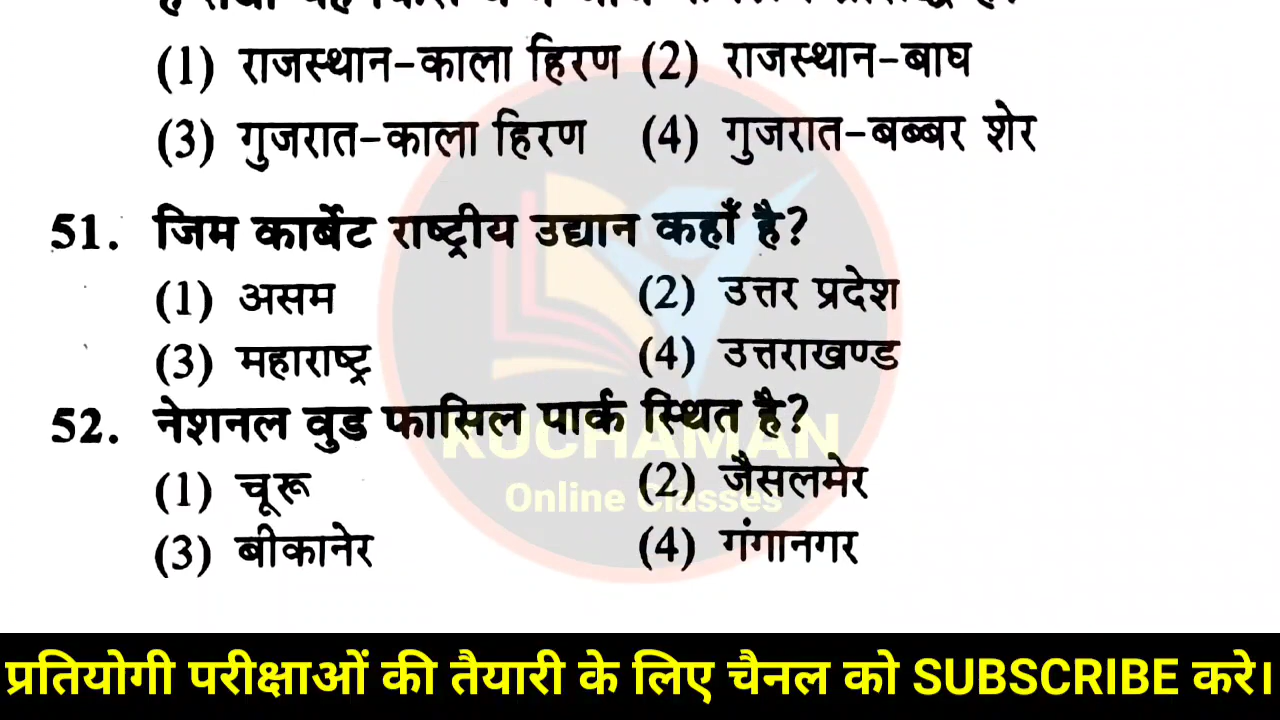 (1) राजस्थान-काला हिरण (2) राजस्थान-बाघ
(3) गुजरात-काला हिरण (4) गुजरात-बब्बर शेर
51. जिम कार्बेट राष्ट्रीय उद्यान कहाँ है?
(1) असम (2) उत्तर प्रदेश
(3) महाराष्ट्र (4) उत्तराखण्ड
52. नेशनल वुड फासिल पार्क स्थित है?
KUCHAMAN
(1) चूरू (2) जैसलमेर
Online Classes
(3) बीकानेर (4) गंगानगर
प्रतियोगी परीक्षाओं की तैयारी के लिए चैनल को SUBSCRIBE करे।